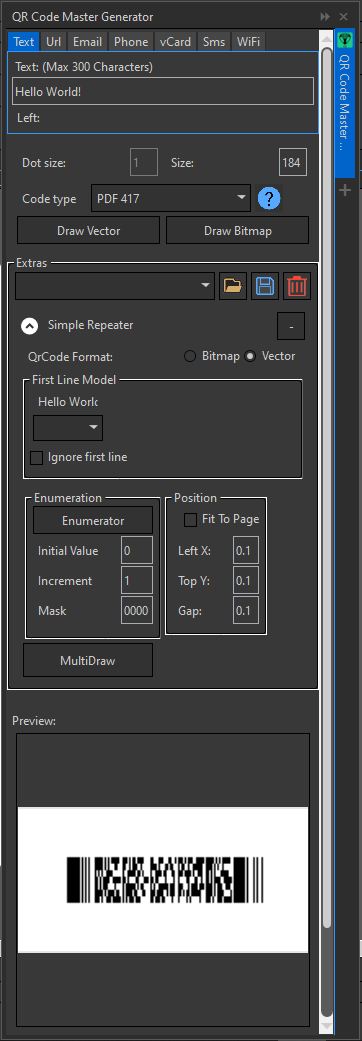 QR Code Master Generator
Text Url Email Phone vCard Sms WiFi
QR Code Master ...
Text: (Max 300 Characters)
Hello World!
Left:
Dot size: 1 Size: 184
Code type PDF 417 ?
Draw Vector Draw Bitmap
Extras
Simple Repeater -
QrCode Format: Bitmap Vector
First Line Model
Hello World
Ignore first line
Enumeration Position
Enumerator Fit To Page
Initial Value 0 Left X: 0.1
Increment 1 Top Y: 0.1
Mask 0000 Gap: 0.1
MultiDraw
Preview: